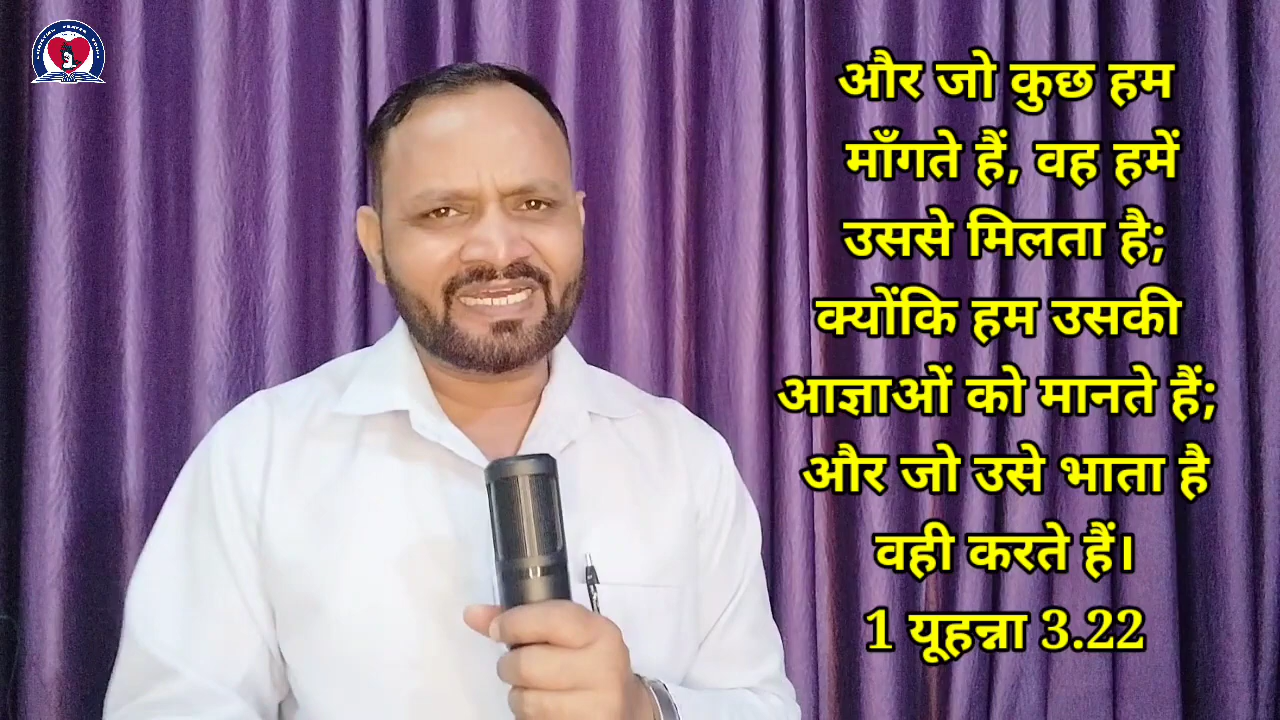 और जो कुछ हम
माँगते हैं, वह हमें
उससे मिलता है;
क्योंकि हम उसकी
आज्ञाओं को मानते हैं;
और जो उसे भाता है
वही करते हैं।
1 यूहन्ना 3.22